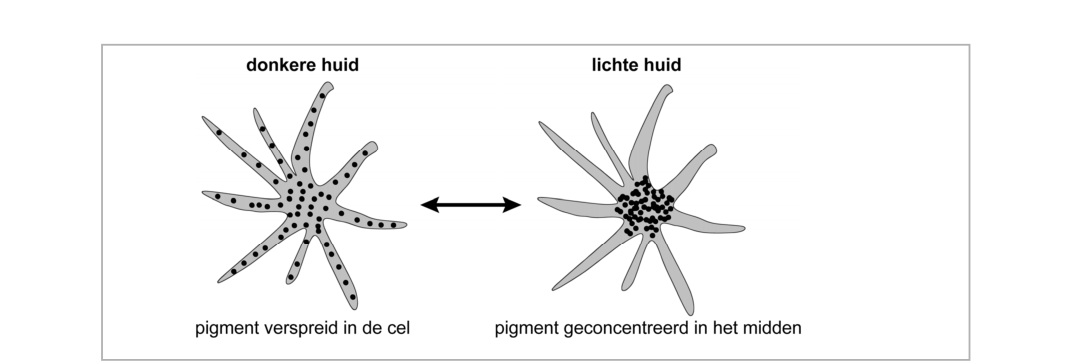 donkere huid lichte huid
pigment verspreid in de cel pigment geconcentreerd in het midden